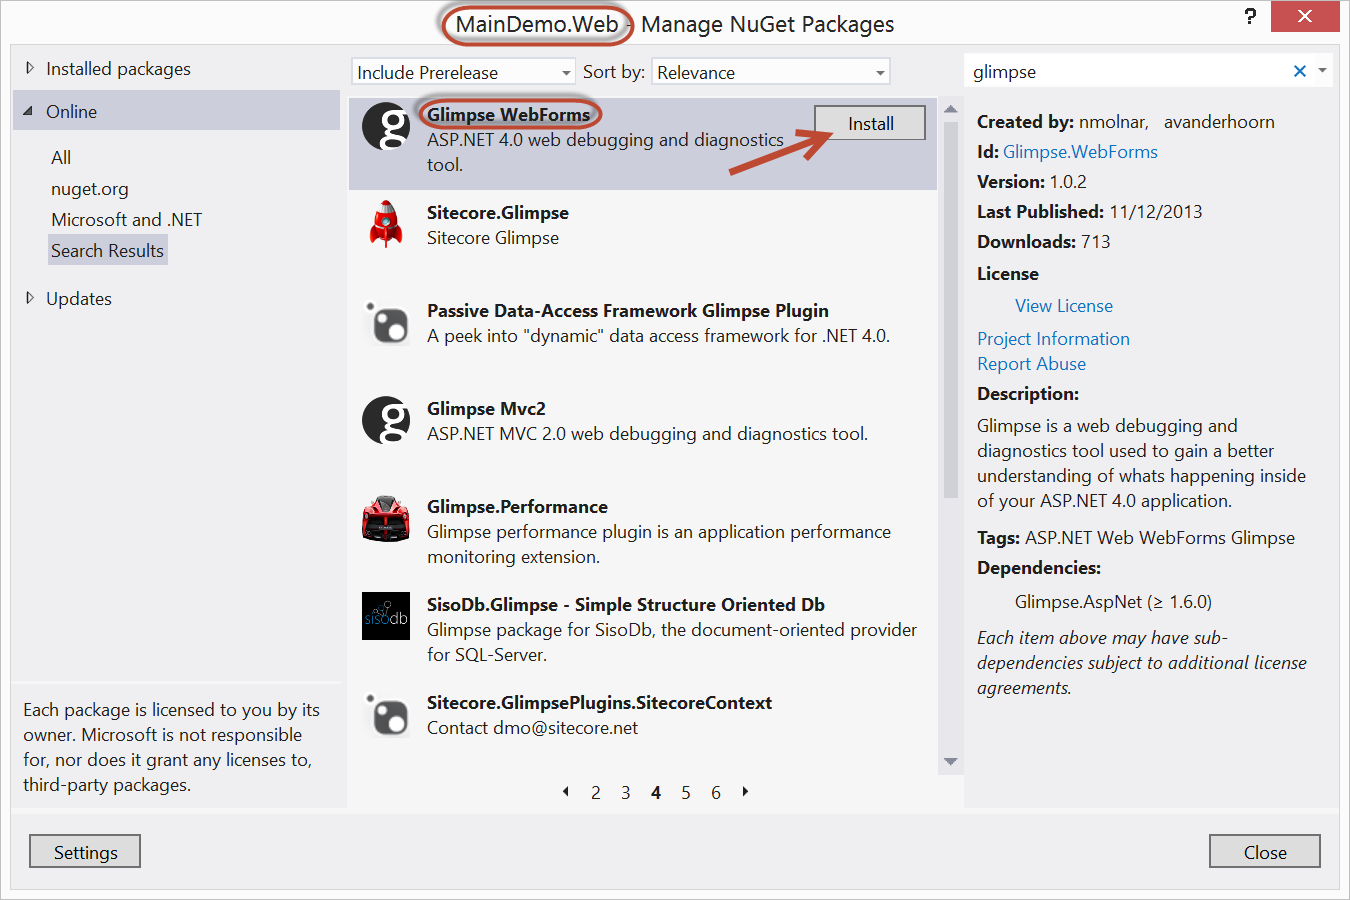 MainDemo.Web - Manage NuGet Packages
?
Installed packages
Online
All
nuget.org
Microsoft and .NET
Search Results
Updates
Each package is licensed to you by its
owner. Microsoft is not responsible
for, nor does it grant any licenses to,
third-party packages.
Include Prerelease
Sort by: Relevance
Glimpse WebForms
ASP.NET 4.0 web debugging and diagnostics
tool.
Install
Sitecore.Glimpse
Sitecore Glimpse
Passive Data-Access Framework Glimpse Plugin
A peek into "dynamic" data access framework for .NET 4.0.
g
Glimpse Mvc2
ASP.NET MVC 2.0 web debugging and diagnostics tool.
Glimpse.Performance
Glimpse performance plugin is an application performance
monitoring extension.
sisodb
SisoDb.Glimpse - Simple Structure Oriented Db
Glimpse package for SisoDb, the document-oriented provider
for SQL-Server.
Sitecore.GlimpsePlugins.SitecoreContext
Contact dmo@sitecore.net
2 3 4 5 6
glimpse
Created by: nmolnar, avanderhoorn
Id: Glimpse.WebForms
Version: 1.0.2
Last Published: 11/12/2013
Downloads: 713
License
View License
Project Information
Report Abuse
Description:
Glimpse is a web debugging and
diagnostics tool used to gain a better
understanding of whats happening inside
of your ASP.NET 4.0 application.
Tags: ASP.NET Web WebForms Glimpse
Dependencies:
Glimpse.AspNet (≥ 1.6.0)
Each item above may have sub-
dependencies subject to additional license
agreements.
Settings
Close